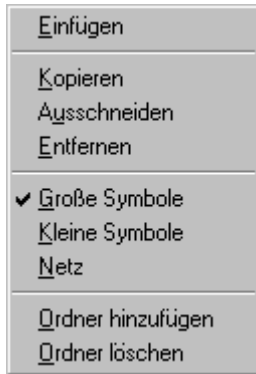 Einfügen
Kopieren
Ausschneiden
Entfernen
Große Symbole
Kleine Symbole
Netz
Ordner hinzufügen
Ordner löschen